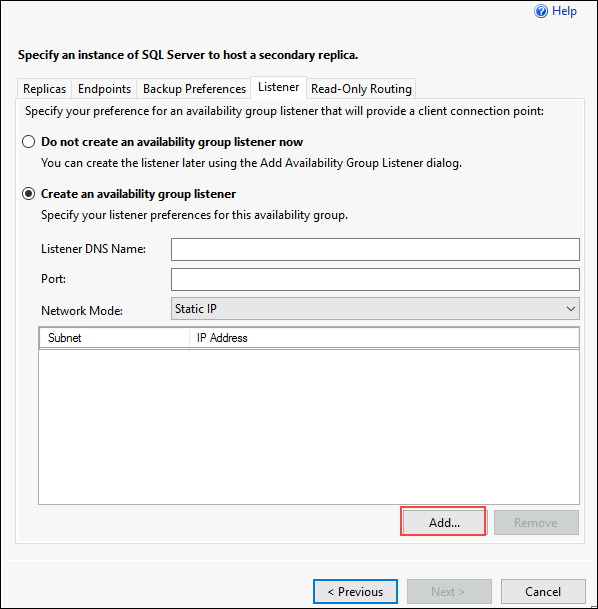 Help
Specify an instance of SQL Server to host a secondary replica.
Replicas Endpoints Backup Preferences Listener Read-Only Routing
Specify your preference for an availability group listener that will provide a client connection point:
Do not create an availability group listener now
You can create the listener later using the Add Availability Group Listener dialog.
Create an availability group listener
Specify your listener preferences for this availability group.
Listener DNS Name:
Port:
Network Mode: Static IP
Subnet IP Address
Add... Remove
< Previous Next > Cancel